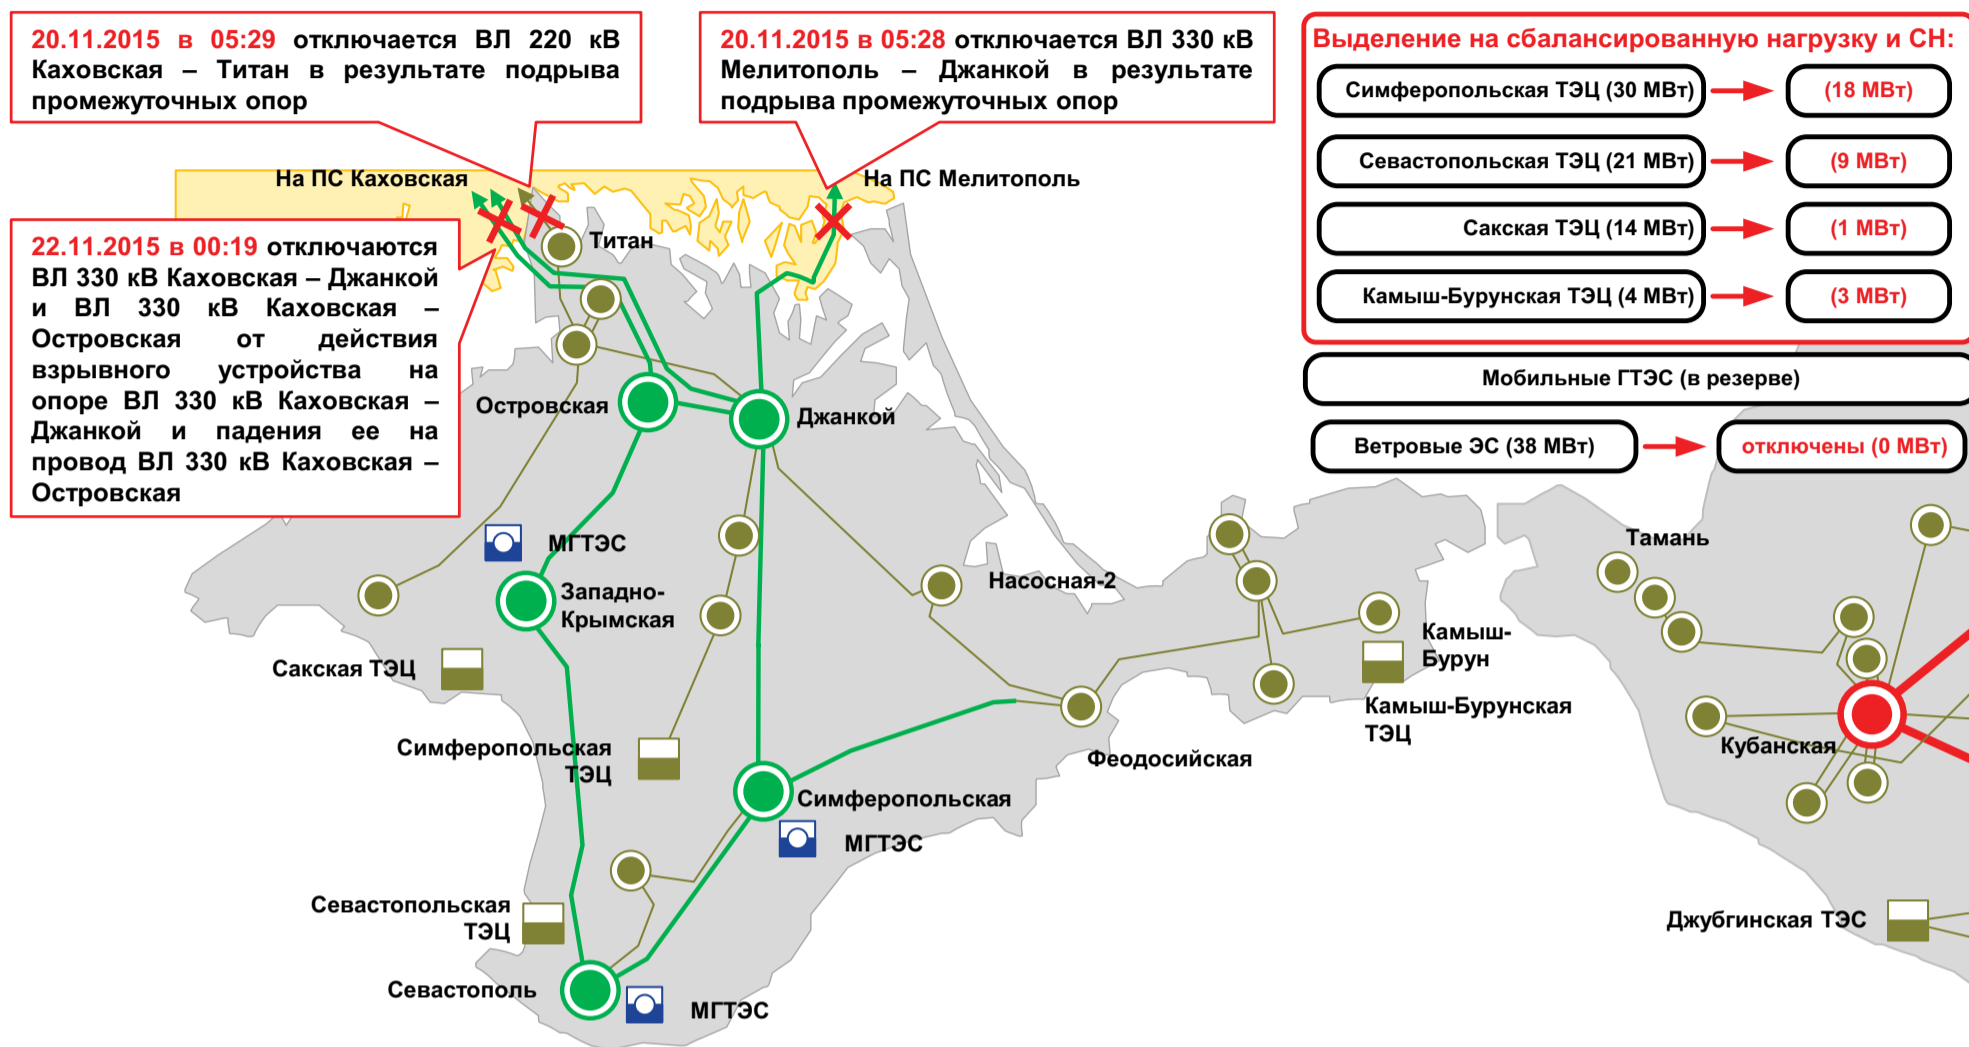 20.11.2015 в 05:29 отключается ВЛ 220 кВ
Каховская – Титан в результате подрыва
промежуточных опор
20.11.2015 в 05:28 отключается ВЛ 330 кВ
Мелитополь – Джанкой в результате
подрыва промежуточных опор
Выделение на сбалансированную нагрузку и СН:
Симферопольская ТЭЦ (30 МВт)
(18 МВт)
Севастопольская ТЭЦ (21 МВт)
(9 МВт)
Сакская ТЭЦ (14 МВт)
(1 МВт)
Камыш-Бурунская ТЭЦ (4 МВт)
(3 МВт)
Мобильные ГТЭС (в резерве)
Ветровые ЭС (38 МВт)
отключены (0 МВт)
На ПС Каховская
На ПС Мелитополь
22.11.2015 в 00:19 отключаются
ВЛ 330 кВ Каховская – Джанкой
и ВЛ 330 кВ Каховская –
Островская от действия
взрывного устройства на
опоре ВЛ 330 кВ Каховская –
Джанкой и падения ее на
провод ВЛ 330 кВ Каховская –
Островская
Титан
Островская
Джанкой
МГТЭС
Западно-
Крымская
Насосная-2
Тамань
Сакская ТЭЦ
Камыш-
Бурун
Камыш-Бурунская
ТЭЦ
Симферопольская
ТЭЦ
Феодосийская
Кубанская
Симферопольская
МГТЭС
Севастопольская
ТЭЦ
Джубгинская ТЭС
Севастополь
МГТЭС